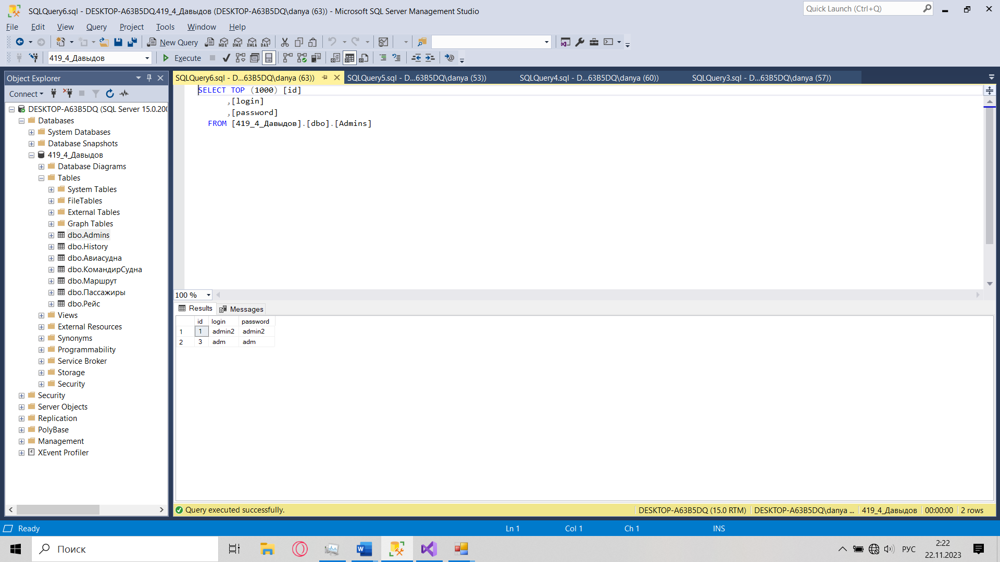 SQLQuery6.sql - DESKTOP-A63B5DQ.419_4_Давыдов (DESKTOP-A63B5DQ\danya (63)) - Microsoft SQL Server Management Studio
Quick Launch (Ctrl+Q)
File Edit View Query Project Tools Window Help
New Query MDX DMX XMLA DAX
419_4_Давыдов Execute
Object Explorer
Connect
DESKTOP-A63B5DQ (SQL Server 15.0.200
Databases
System Databases
Database Snapshots
419_4_Давыдов
Database Diagrams
Tables
System Tables
FileTables
External Tables
Graph Tables
dbo.Admins
dbo.History
dbo.Авиасудна
dbo.КомандирСудна
dbo.Маршрут
dbo.Пассажиры
dbo.Рейс
Views
External Resources
Synonyms
Programmability
Service Broker
Storage
Security
Security
Server Objects
Replication
PolyBase
Management
XEvent Profiler
SQLQuery6.sql - D...63B5DQ\danya (63)) SQLQuery5.sql - D...63B5DQ\danya (53)) SQLQuery4.sql - D...63B5DQ\danya (60)) SQLQuery3.sql - D...63B5DQ\danya (57))
SELECT TOP (1000) [id]
,[login]
,[password]
FROM [419_4_Давыдов].[dbo].[Admins]
100 %
Results Messages
id login password
1 1 admin2 admin2
2 3 adm adm
Query executed successfully. DESKTOP-A63B5DQ (15.0 RTM) DESKTOP-A63B5DQ\danya ... 419_4_Давыдов 00:00:00 2 rows
Ready Ln 1 Col 1 Ch 1 INS
Поиск РУС 2:22
22.11.2023